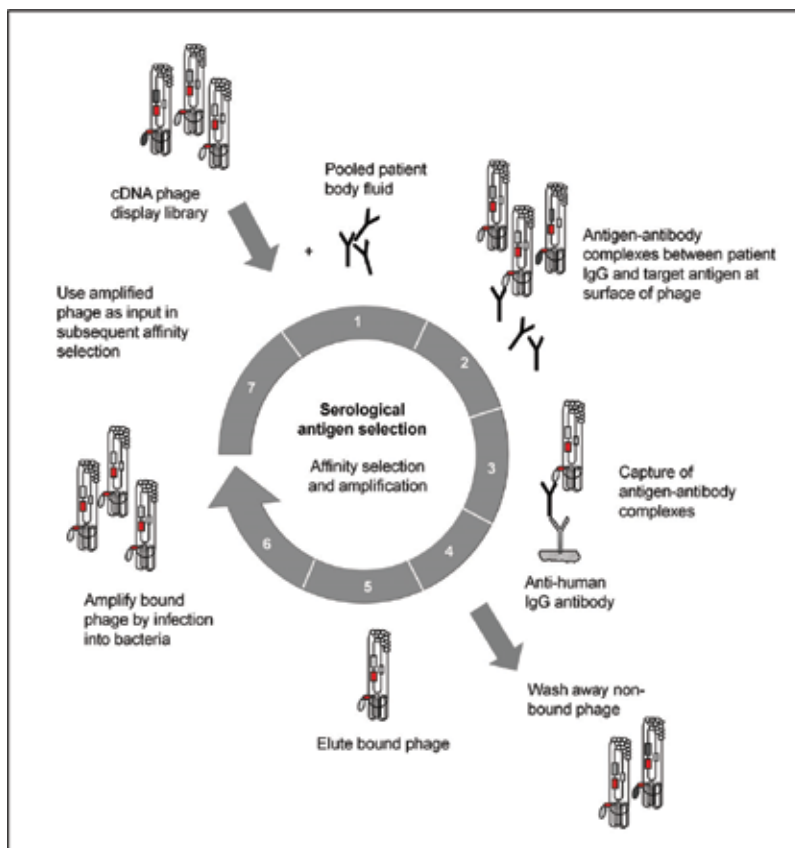 cDNA phage
display library
+
Pooled patient
body fluid
Antigen-antibody
complexes between patient
IgG and target antigen at
surface of phage
Use amplified
phage as input in
subsequent affinity
selection
1
2
3
4
5
6
7
Serological
antigen selection
Affinity selection
and amplification
Capture of
antigen-antibody
complexes
Anti-human
IgG antibody
Wash away non-
bound phage
Elute bound phage
Amplify bound
phage by infection
into bacteria